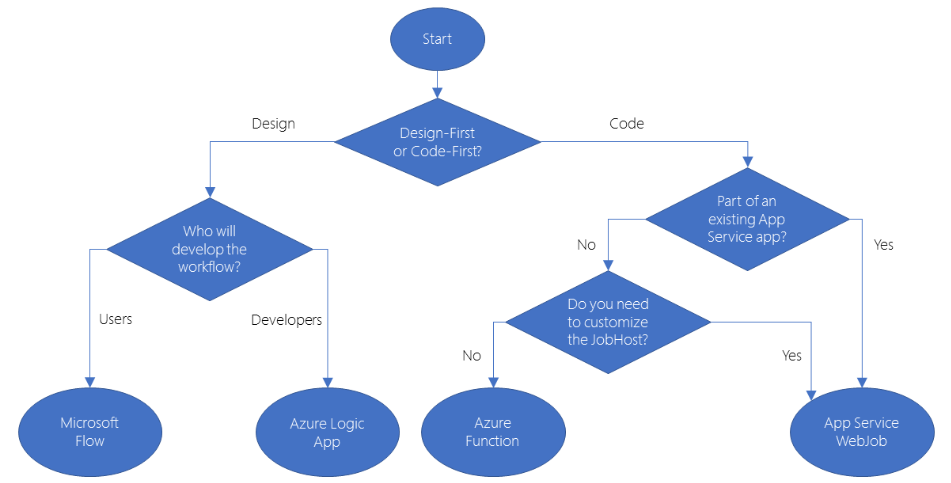 Start
Design
Design-First
or Code-First?
Code
Who will
develop the
workflow?
Part of an
existing App
Service app?
No
Yes
Users
Developers
Do you need
to customize
the JobHost?
No
Yes
Microsoft
Flow
Azure Logic
App
Azure
Function
App Service
WebJob